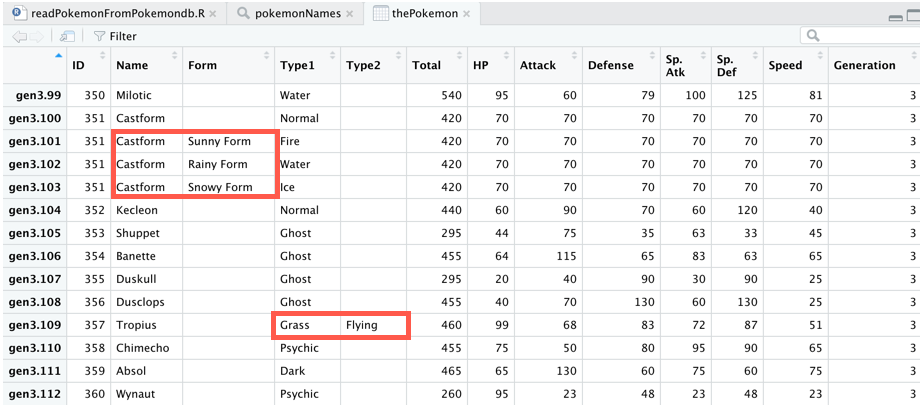 readPokemonFromPokemondb.R pokemonNames thePokemon
Filter
ID Name Form Type1 Type2 Total HP Attack Defense Sp. Atk Sp. Def Speed Generation
gen3.99 350 Milotic Water 540 95 60 79 100 125 81 3
gen3.100 351 Castform Normal 420 70 70 70 70 70 70 3
gen3.101 351 Castform Sunny Form Fire 420 70 70 70 70 70 70 3
gen3.102 351 Castform Rainy Form Water 420 70 70 70 70 70 70 3
gen3.103 351 Castform Snowy Form Ice 420 70 70 70 70 70 70 3
gen3.104 352 Kecleon Normal 440 60 90 70 60 120 40 3
gen3.105 353 Shuppet Ghost 295 44 75 35 63 33 45 3
gen3.106 354 Banette Ghost 455 64 115 65 83 63 65 3
gen3.107 355 Duskull Ghost 295 20 40 90 30 90 25 3
gen3.108 356 Dusclops Ghost 455 40 70 130 60 130 25 3
gen3.109 357 Tropius Grass Flying 460 99 68 83 72 87 51 3
gen3.110 358 Chimecho Psychic 455 75 50 80 95 90 65 3
gen3.111 359 Absol Dark 465 65 130 60 75 60 75 3
gen3.112 360 Wynaut Psychic 260 95 23 48 23 48 23 3